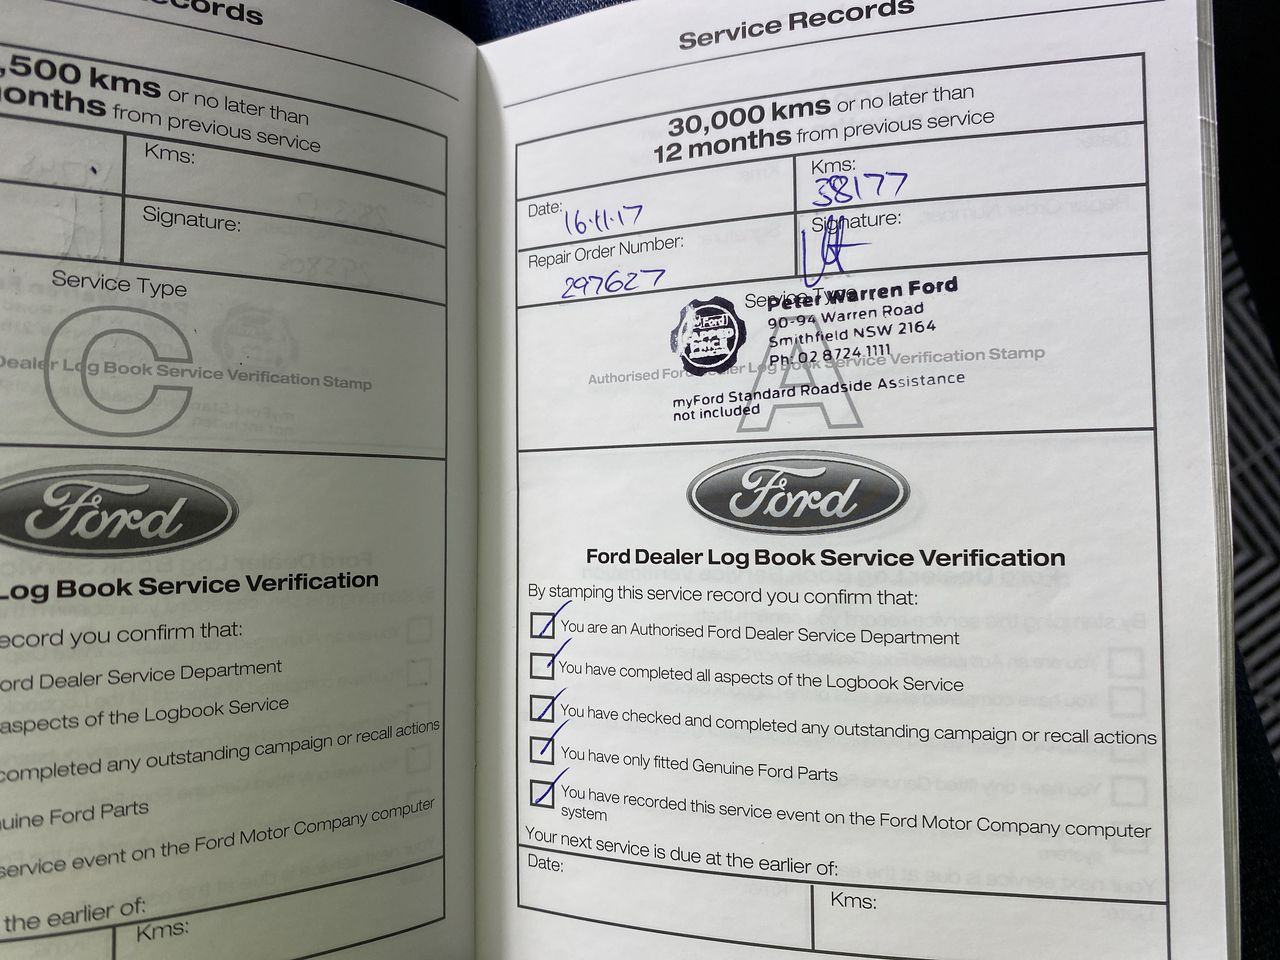 cords
,500 kms or no later than
onths from previous service
Kms:
Signature:
Service Type
C
Dealer Log Book Service Verification Stamp
Ford
Log Book Service Verification
ecord you confirm that:
ord Dealer Service Department
aspects of the Logbook Service
completed any outstanding campaign or recall actions
uine Ford Parts
service event on the Ford Motor Company computer
the earlier of:
Kms:
Service Records
30,000 kms or no later than
12 months from previous service
Date: 16·11·17
Kms: 38177
Repair Order Number: 297627
Signature:
Service Type
Peter Warren Ford
90-94 Warren Road
Smithfield NSW 2164
Ph: 02 8724 1111
A
Authorised Ford Dealer Log Book Service Verification Stamp
myFord Standard Roadside Assistance
not included
Ford
Ford Dealer Log Book Service Verification
By stamping this service record you confirm that:
You are an Authorised Ford Dealer Service Department
You have completed all aspects of the Logbook Service
You have checked and completed any outstanding campaign or recall actions
You have only fitted Genuine Ford Parts
You have recorded this service event on the Ford Motor Company computer
system
Your next service is due at the earlier of:
Date:
Kms: